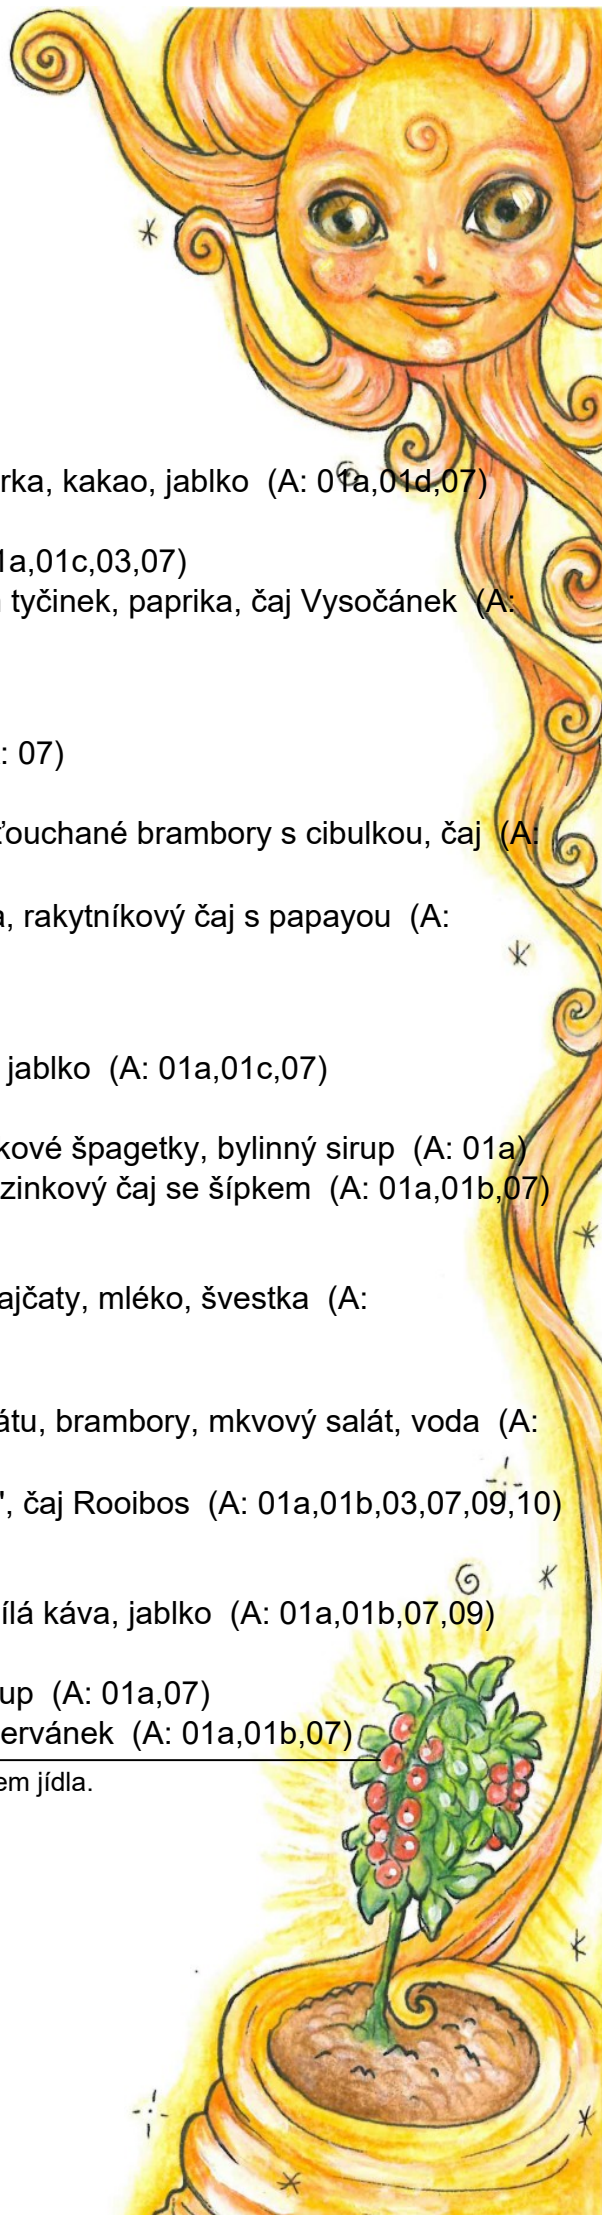 rka, kakao, jablko (A: 01a,01d,07)
1a,01c,03,07)
tyčinek, paprika, čaj Vysočánek (A:
: 07)
ťouchané brambory s cibulkou, čaj (A:
, rakytníkový čaj s papayou (A:
jablko (A: 01a,01c,07)
kové špagetky, bylinný sirup (A: 01a)
zinkový čaj se šípkem (A: 01a,01b,07)
ajčaty, mléko, švestka (A:
átu, brambory, mkvový salát, voda (A:
", čaj Rooibos (A: 01a,01b,03,07,09,10)
ílá káva, jablko (A: 01a,01b,07,09)
up (A: 01a,07)
ervánek (A: 01a,01b,07)
em jídla.